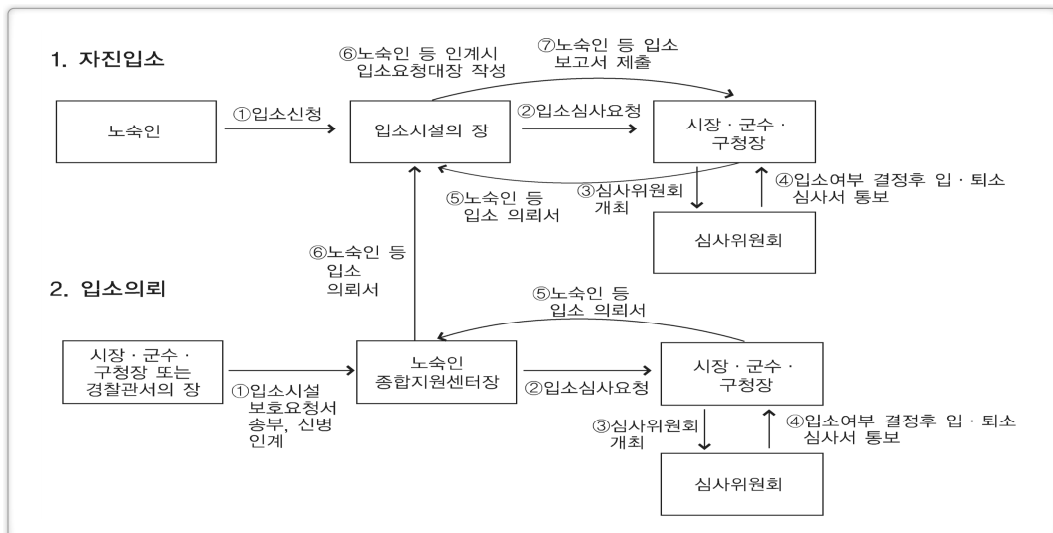 1. 자진입소
⑥노숙인 등 인계시
입소요청대장 작성
⑦노숙인 등 입소
보고서 제출
노숙인
①입소신청
입소시설의 장
②입소심사요청
시장 · 군수 ·
구청장
⑤노숙인 등
입소 의뢰서
③심사위원회
개최
④입소여부 결정후 입 · 퇴소
심사서 통보
심사위원회
⑥노숙인 등
입소
의뢰서
2. 입소의뢰
⑤노숙인 등
입소 의뢰서
시장 · 군수 ·
구청장 또는
경찰관서의 장
①입소시설
보호요청서
송부, 신병
인계
노숙인
종합지원센터장
②입소심사요청
시장 · 군수 ·
구청장
③심사위원회
개최
④입소여부 결정후 입 · 퇴소
심사서 통보
심사위원회